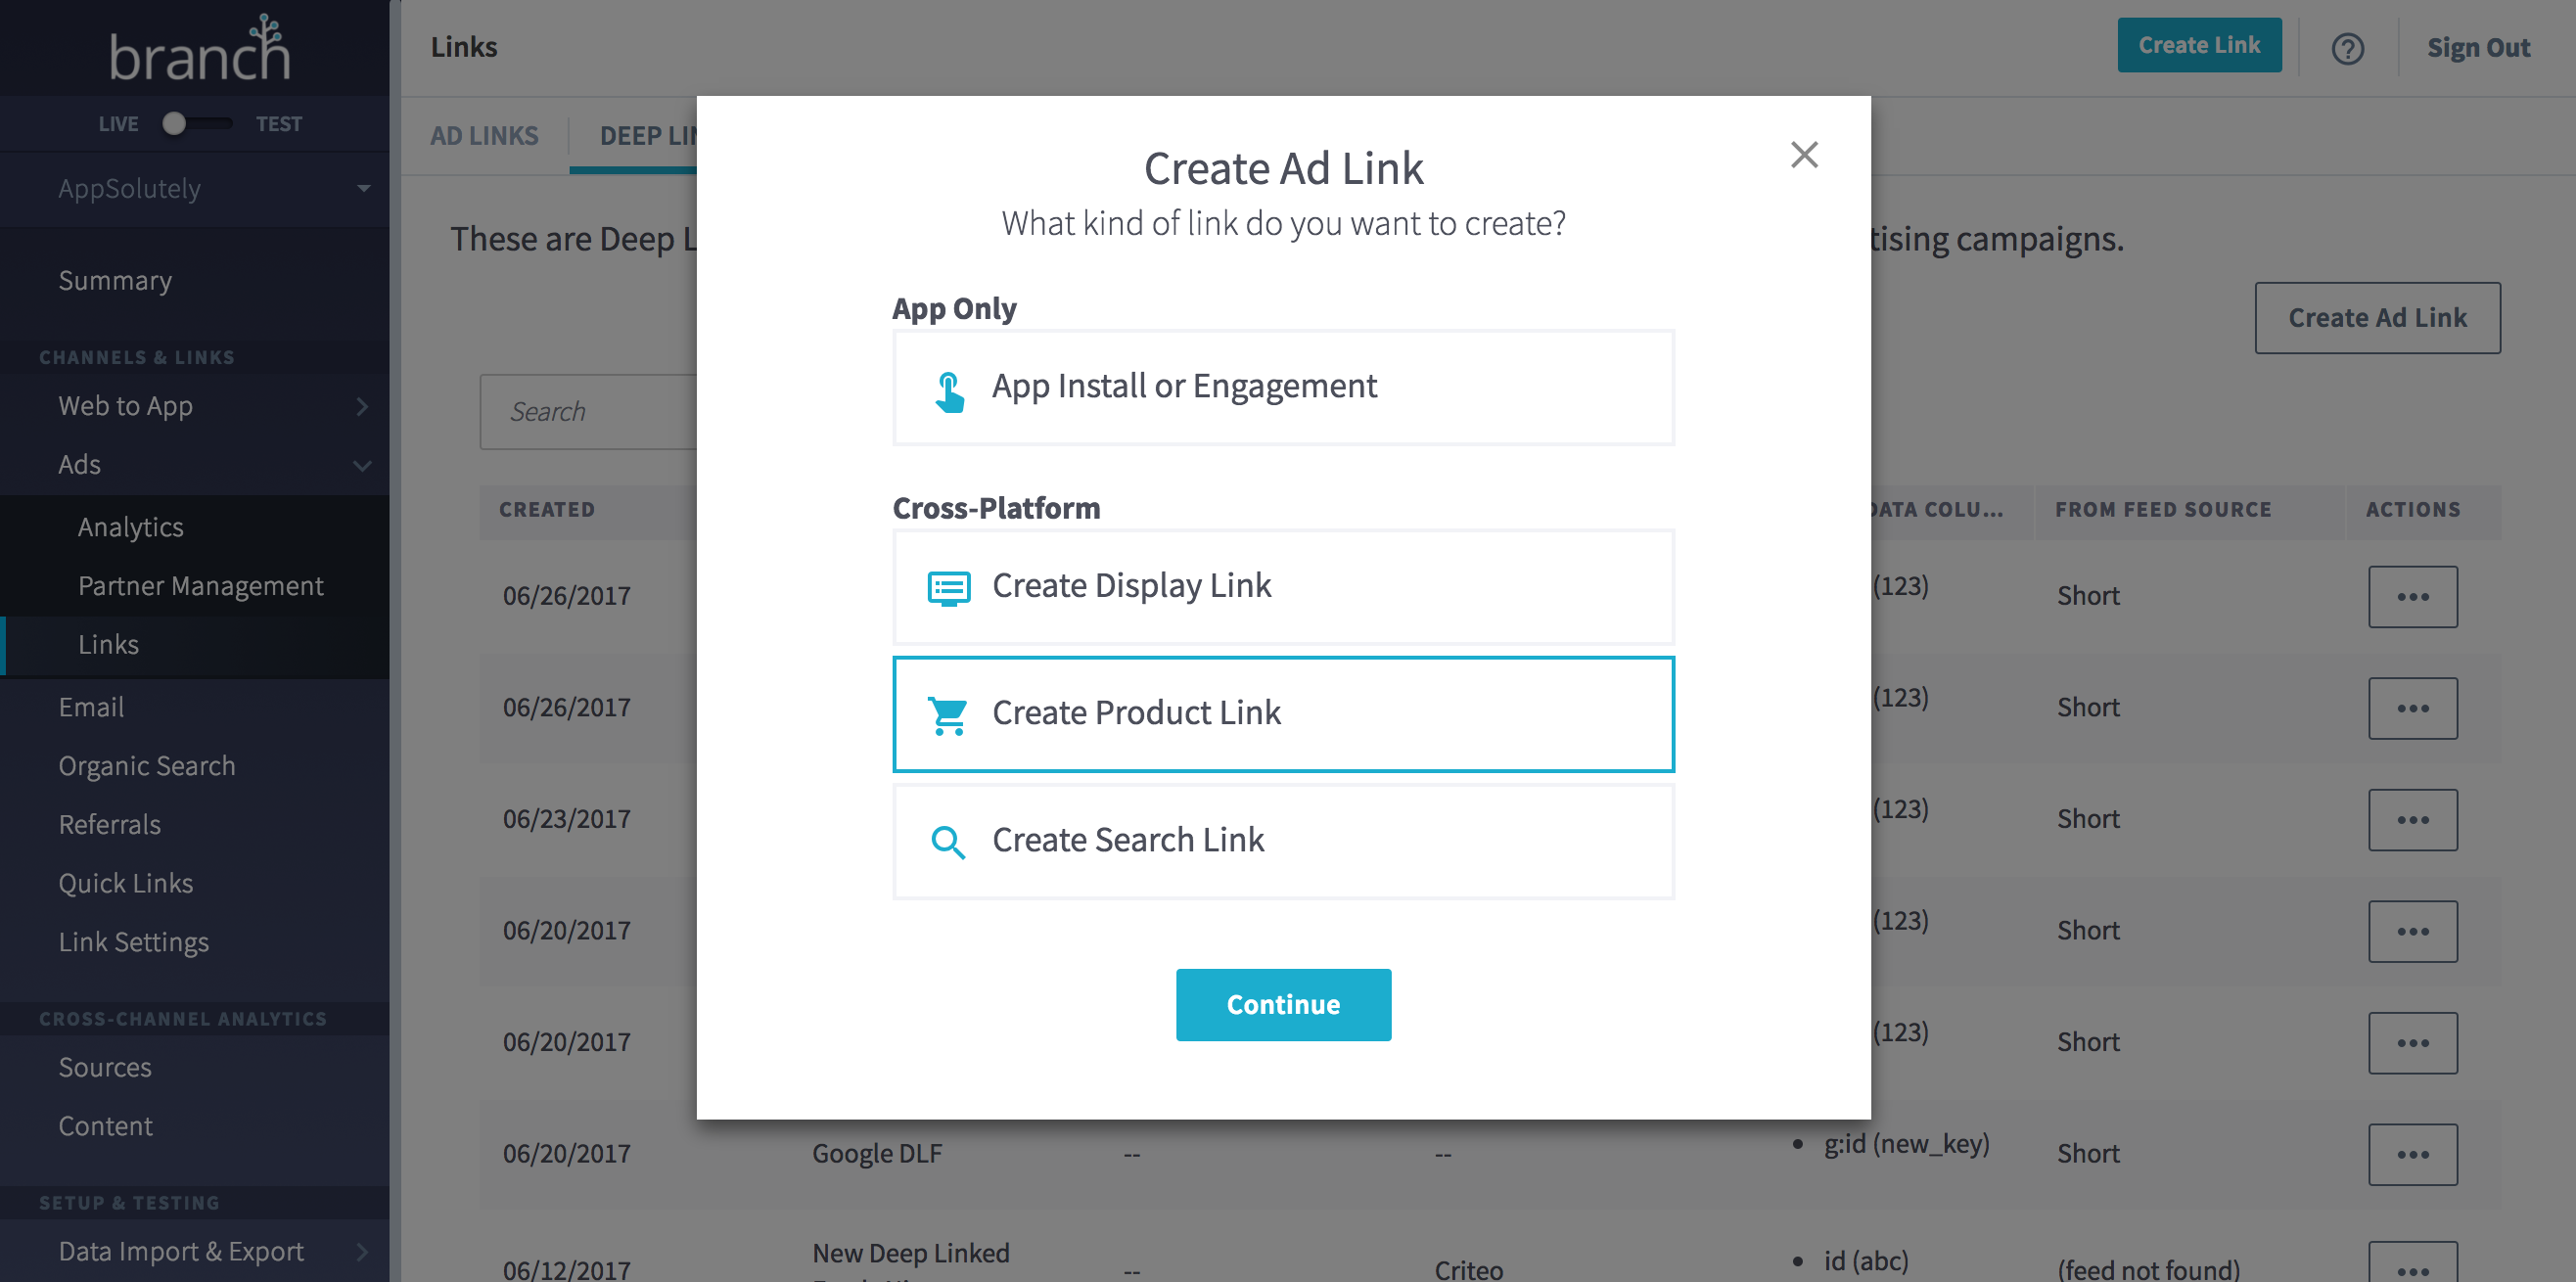 branch
LIVE TEST
AppSolutely
Summary
CHANNELS & LINKS
Web to App
Ads
Analytics
Partner Management
Links
Email
Organic Search
Referrals
Quick Links
Link Settings
CROSS-CHANNEL ANALYTICS
Sources
Content
SETUP & TESTING
Data Import & Export
Links
Create Link
Sign Out
AD LINKS
DEEP LIN
These are Deep L
tising campaigns.
Create Ad Link
Search
Create Ad Link
What kind of link do you want to create?
App Only
App Install or Engagement
Cross-Platform
Create Display Link
Create Product Link
Create Search Link
Continue
CREATED DATA COLU... FROM FEED SOURCE ACTIONS
06/26/2017 (123) Short
06/26/2017 (123) Short
06/23/2017 (123) Short
06/20/2017 (123) Short
06/20/2017 (123) Short
06/20/2017 Google DLF -- -- • g:id (new_key) Short
06/12/2017 New Deep Linked -- Criteo • id (abc) (feed not found)